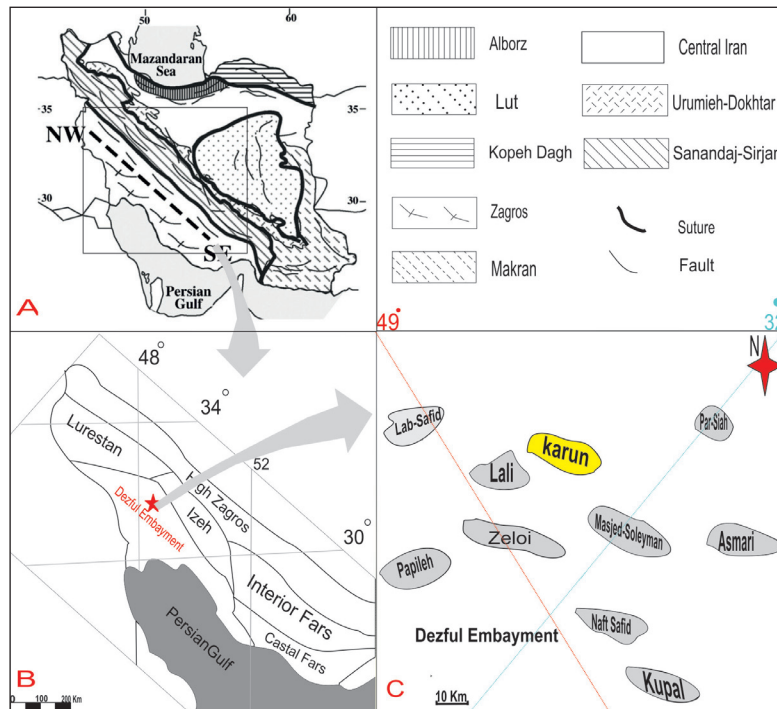 50
60
Mazandaran
Sea
35
35
NW
30
30
SE
Persian
Gulf
A
Alborz
Central Iran
Lut
Urumieh-Dokhtar
Kopeh Dagh
Sanandaj-Sirjan
Zagros
Suture
Makran
Fault
48°
34°
52
30°
Lurestan
High Zagros
Dezful Embayment
Izeh
Interior Fars
Castal Fars
PersianGulf
B
0 100 200 Km
49°
32
N
Lab-Safid
karun
Par-Siah
Lali
Zeloi
Masjed-Soleyman
Asmari
Papileh
Naft Safid
Dezful Embayment
Kupal
C
10 Km